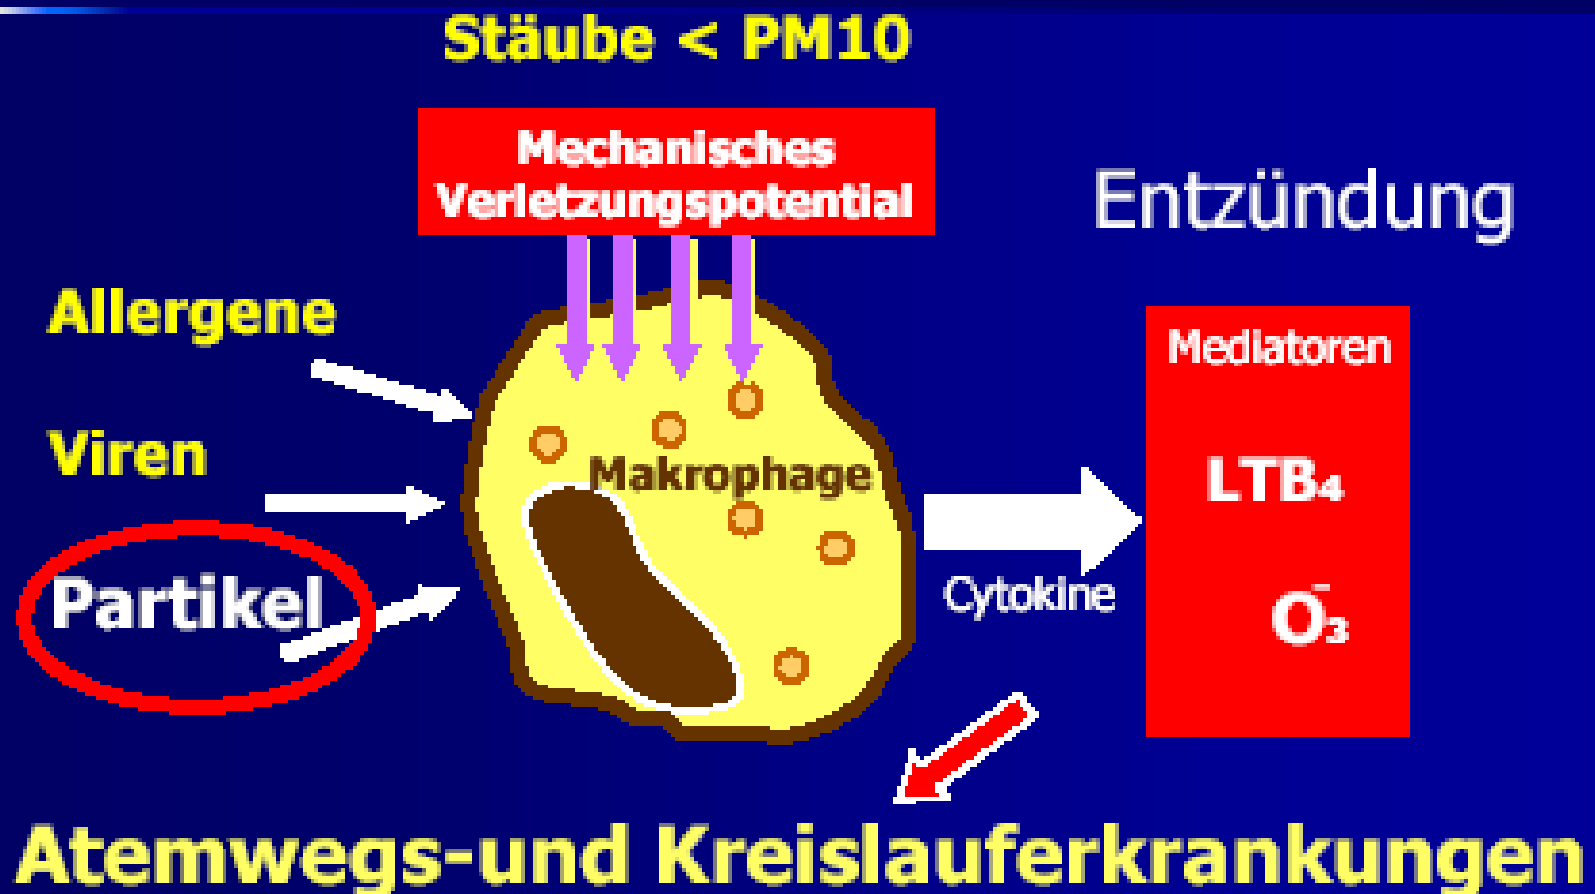 Stäube < PM10
Mechanisches
Verletzungspotential
Entzündung
Allergene
Viren
Partikel
Makrophage
Cytokine
Mediatoren
LTB₄
O₃⁻
Atemwegs-und Kreislauferkrankungen